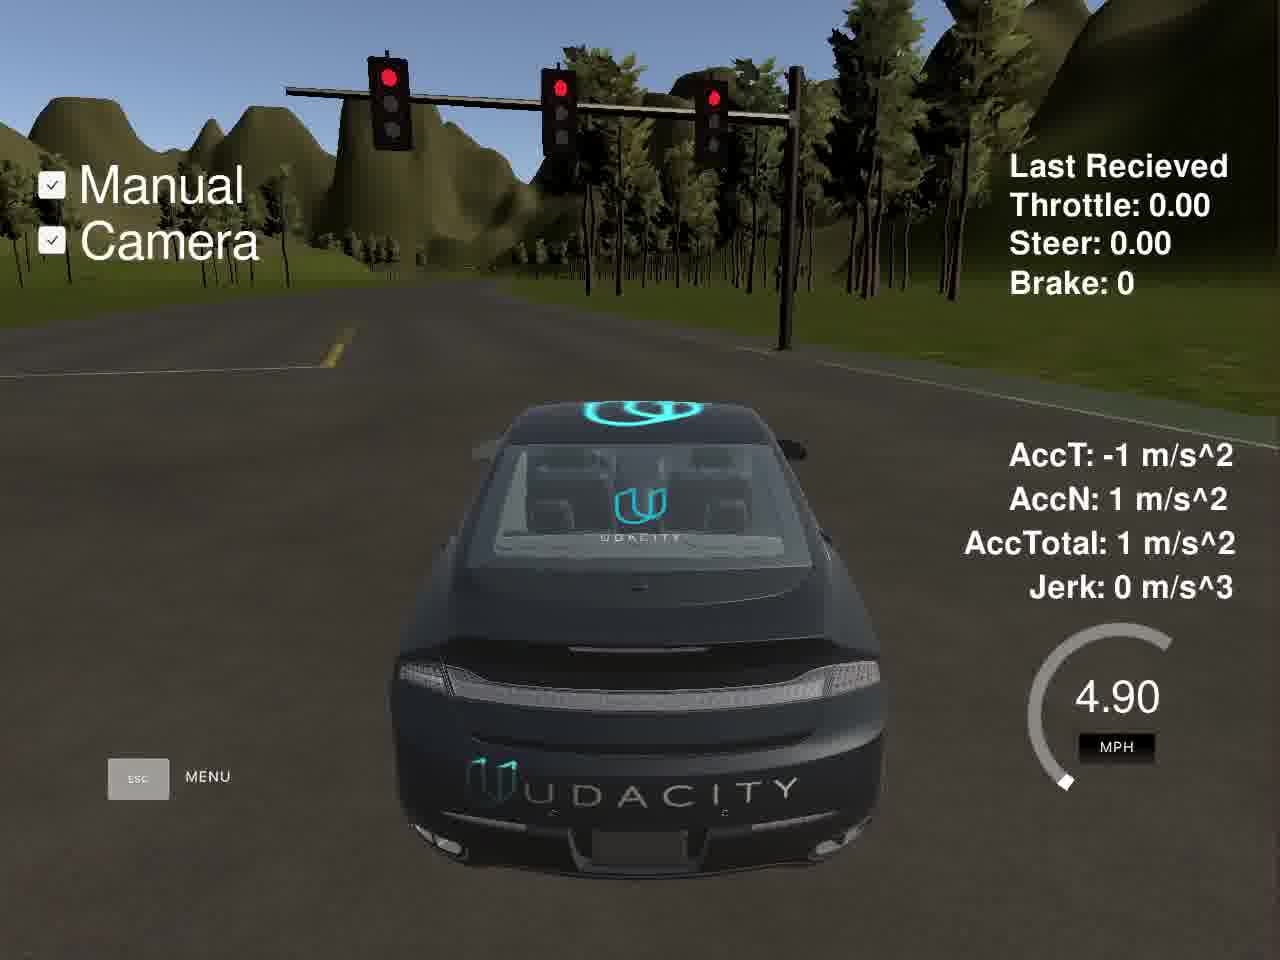 Manual
Camera
Last Recieved
Throttle: 0.00
Steer: 0.00
Brake: 0
AccT: -1 m/s^2
AccN: 1 m/s^2
AccTotal: 1 m/s^2
Jerk: 0 m/s^3
4.90
MPH
UDACITY
UDACITY
ESC MENU